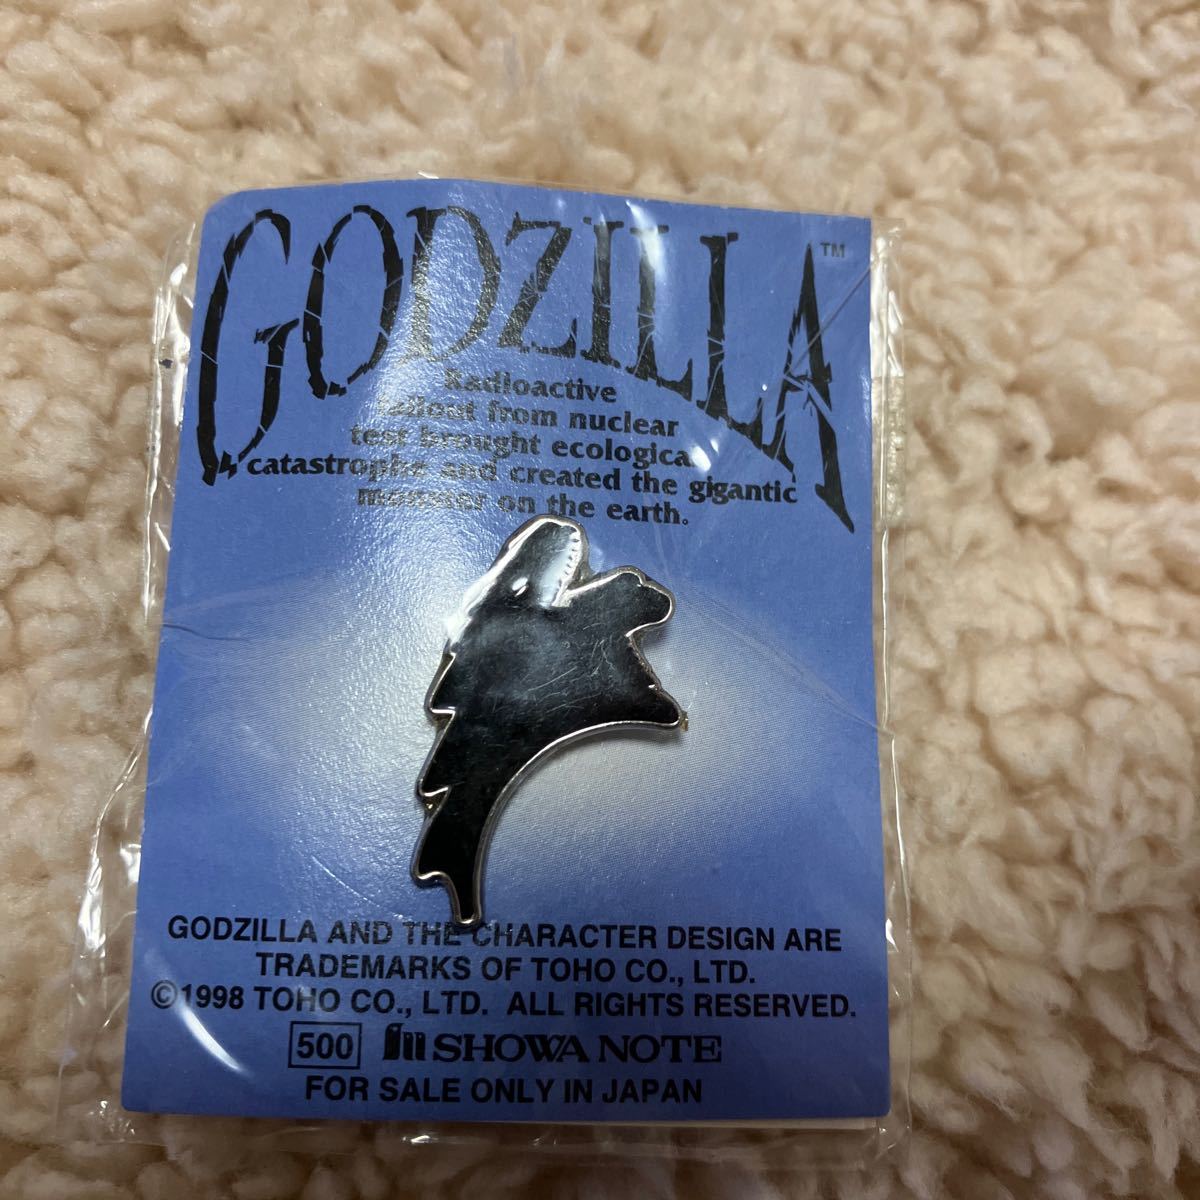 GODZILLA™
Radioactive
fallout from nuclear
test brought ecological
catastrophe and created the gigantic
monster on the earth.
GODZILLA AND THE CHARACTER DESIGN ARE
TRADEMARKS OF TOHO CO., LTD.
©1998 TOHO CO., LTD. ALL RIGHTS RESERVED.
500 SHOWA NOTE
FOR SALE ONLY IN JAPAN